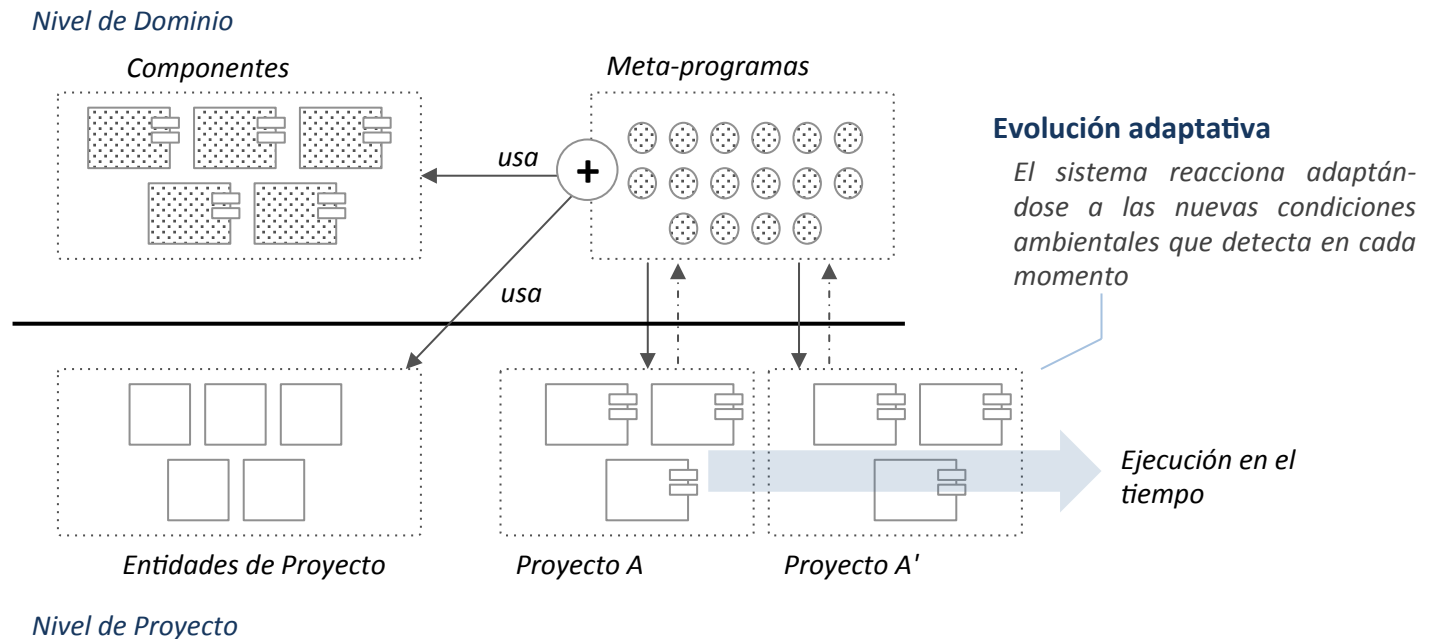 Nivel de Dominio
Componentes
Meta-programas
usa
+
Evolución adaptativa
El sistema reacciona adaptán-
dose a las nuevas condiciones
ambientales que detecta en cada
momento
usa
Ejecución en el
tiempo
Entidades de Proyecto
Proyecto A
Proyecto A'
Nivel de Proyecto